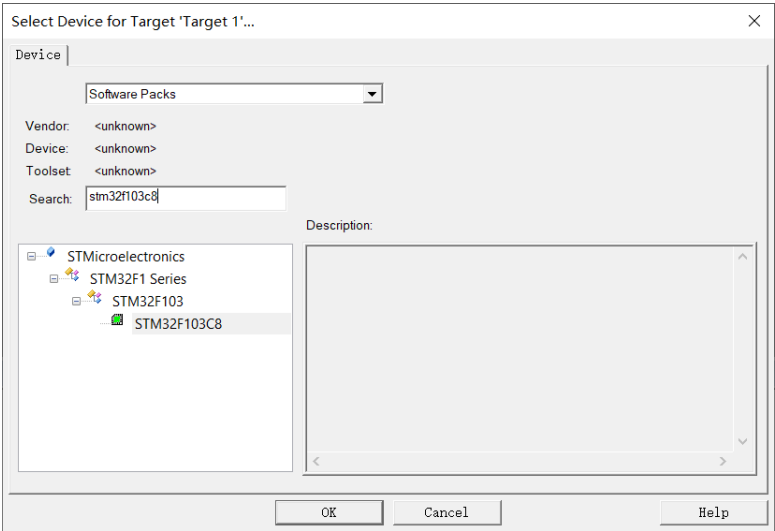 Select Device for Target 'Target 1'...
Device
Software Packs
Vendor: <unknown>
Device: <unknown>
Toolset: <unknown>
Search: stm32f103c8
Description:
STMicroelectronics
STM32F1 Series
STM32F103
STM32F103C8
OK Cancel Help